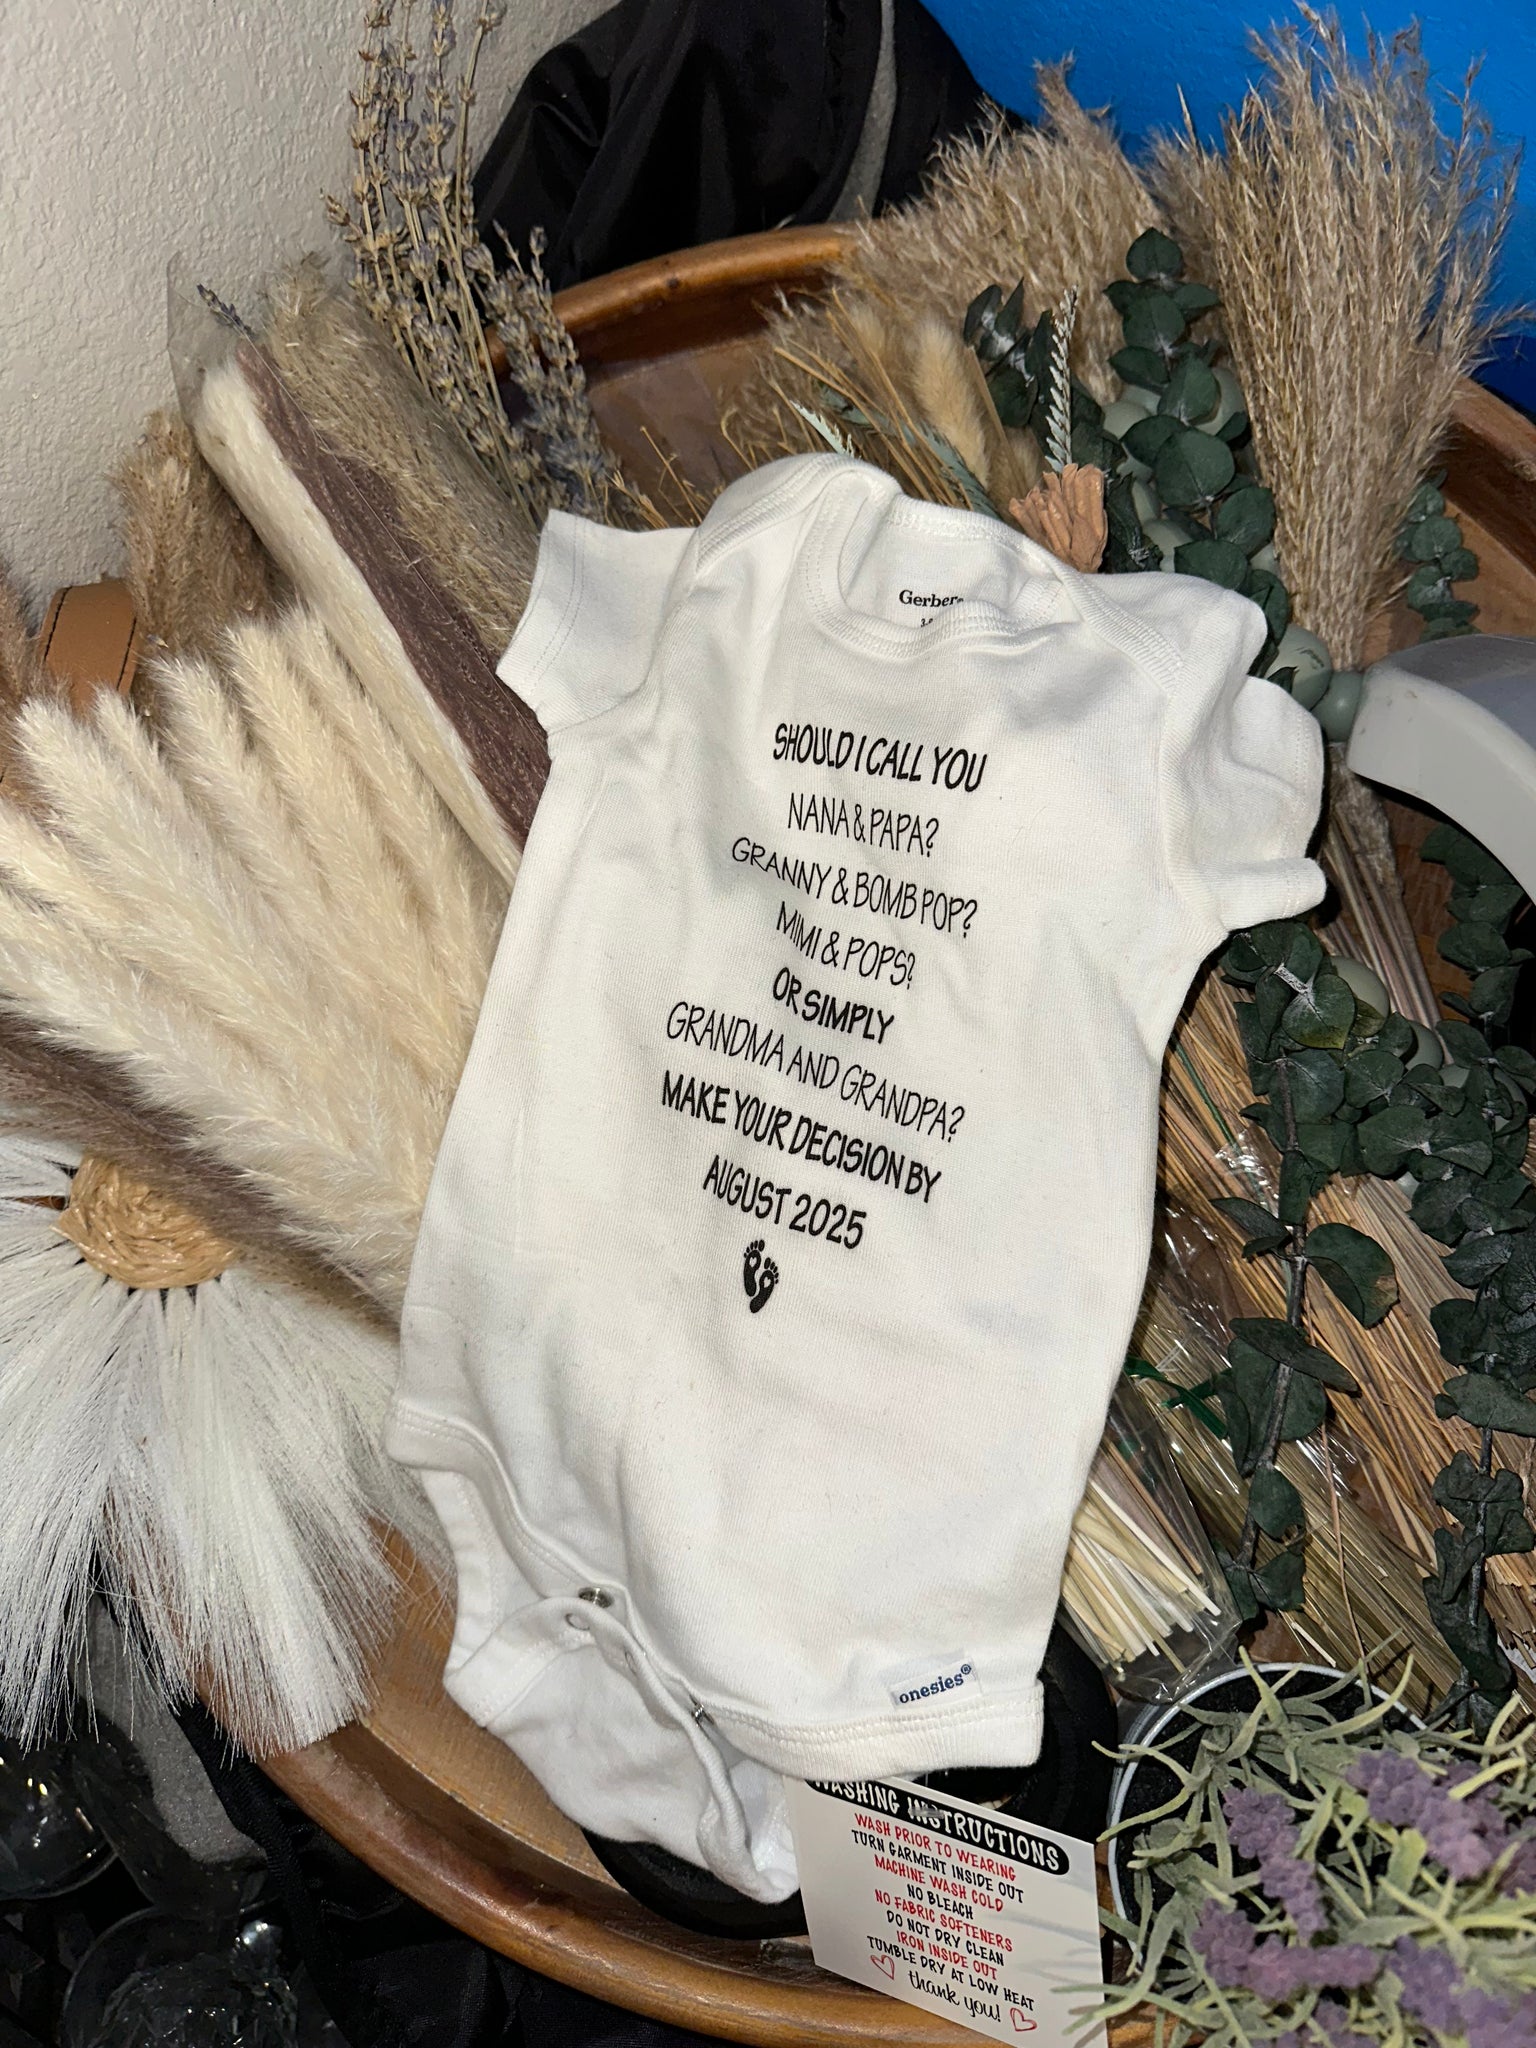 Gerber
SHOULD I CALL YOU
NANA & PAPA?
GRANNY & BOMB POP?
MIMI & POPS?
OR SIMPLY
GRANDMA AND GRANDPA?
MAKE YOUR DECISION BY
AUGUST 2025
onesies®
WASHING INSTRUCTIONS
WASH PRIOR TO WEARING
TURN GARMENT INSIDE OUT
MACHINE WASH COLD
NO BLEACH
NO FABRIC SOFTENERS
DO NOT DRY CLEAN
IRON INSIDE OUT
TUMBLE DRY AT LOW HEAT
thank you!